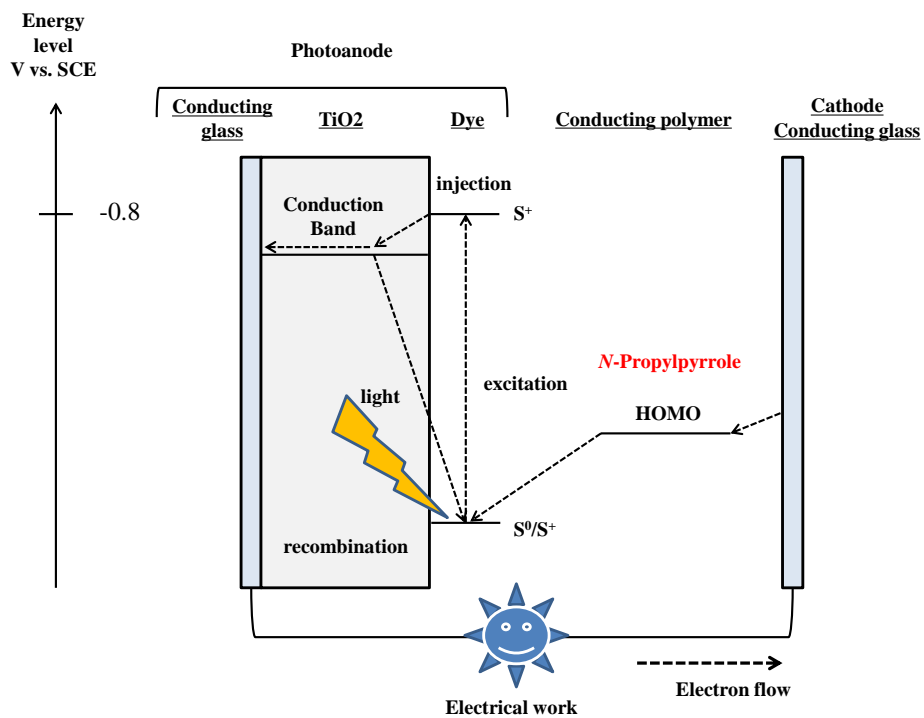 Energy
level
V vs. SCE
Photoanode
Conducting
glass
TiO2
Dye
Conducting polymer
Cathode
Conducting glass
-0.8
injection
Conduction
Band
S⁺
N-Propylpyrrole
light
excitation
HOMO
S⁰/S⁺
recombination
Electrical work
Electron flow